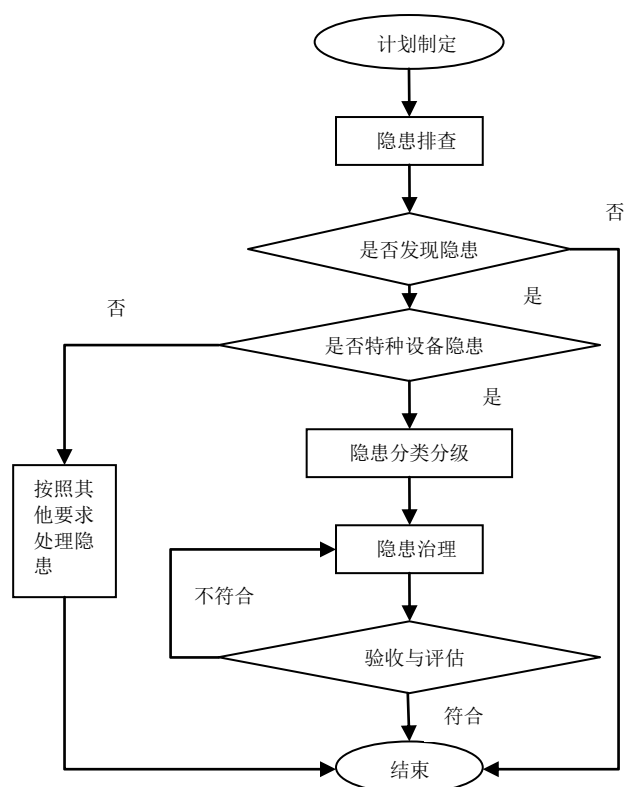 计划制定
隐患排查
否
是否发现隐患
是
否
是否特种设备隐患
是
隐患分类分级
按照其
他要求
处理隐
患
隐患治理
不符合
验收与评估
符合
结束